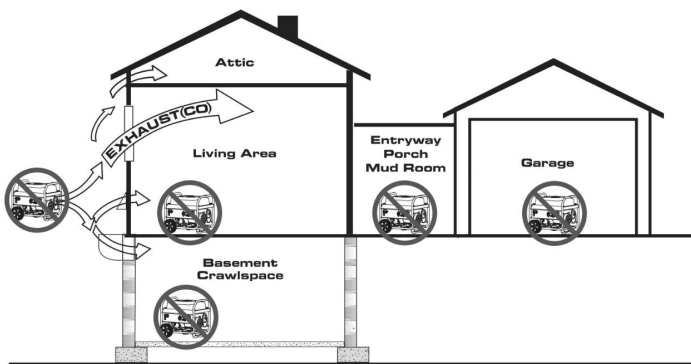 Attic
EXHAUST(CO)
Living Area
Entryway
Porch
Mud Room
Garage
Basement
Crawlspace